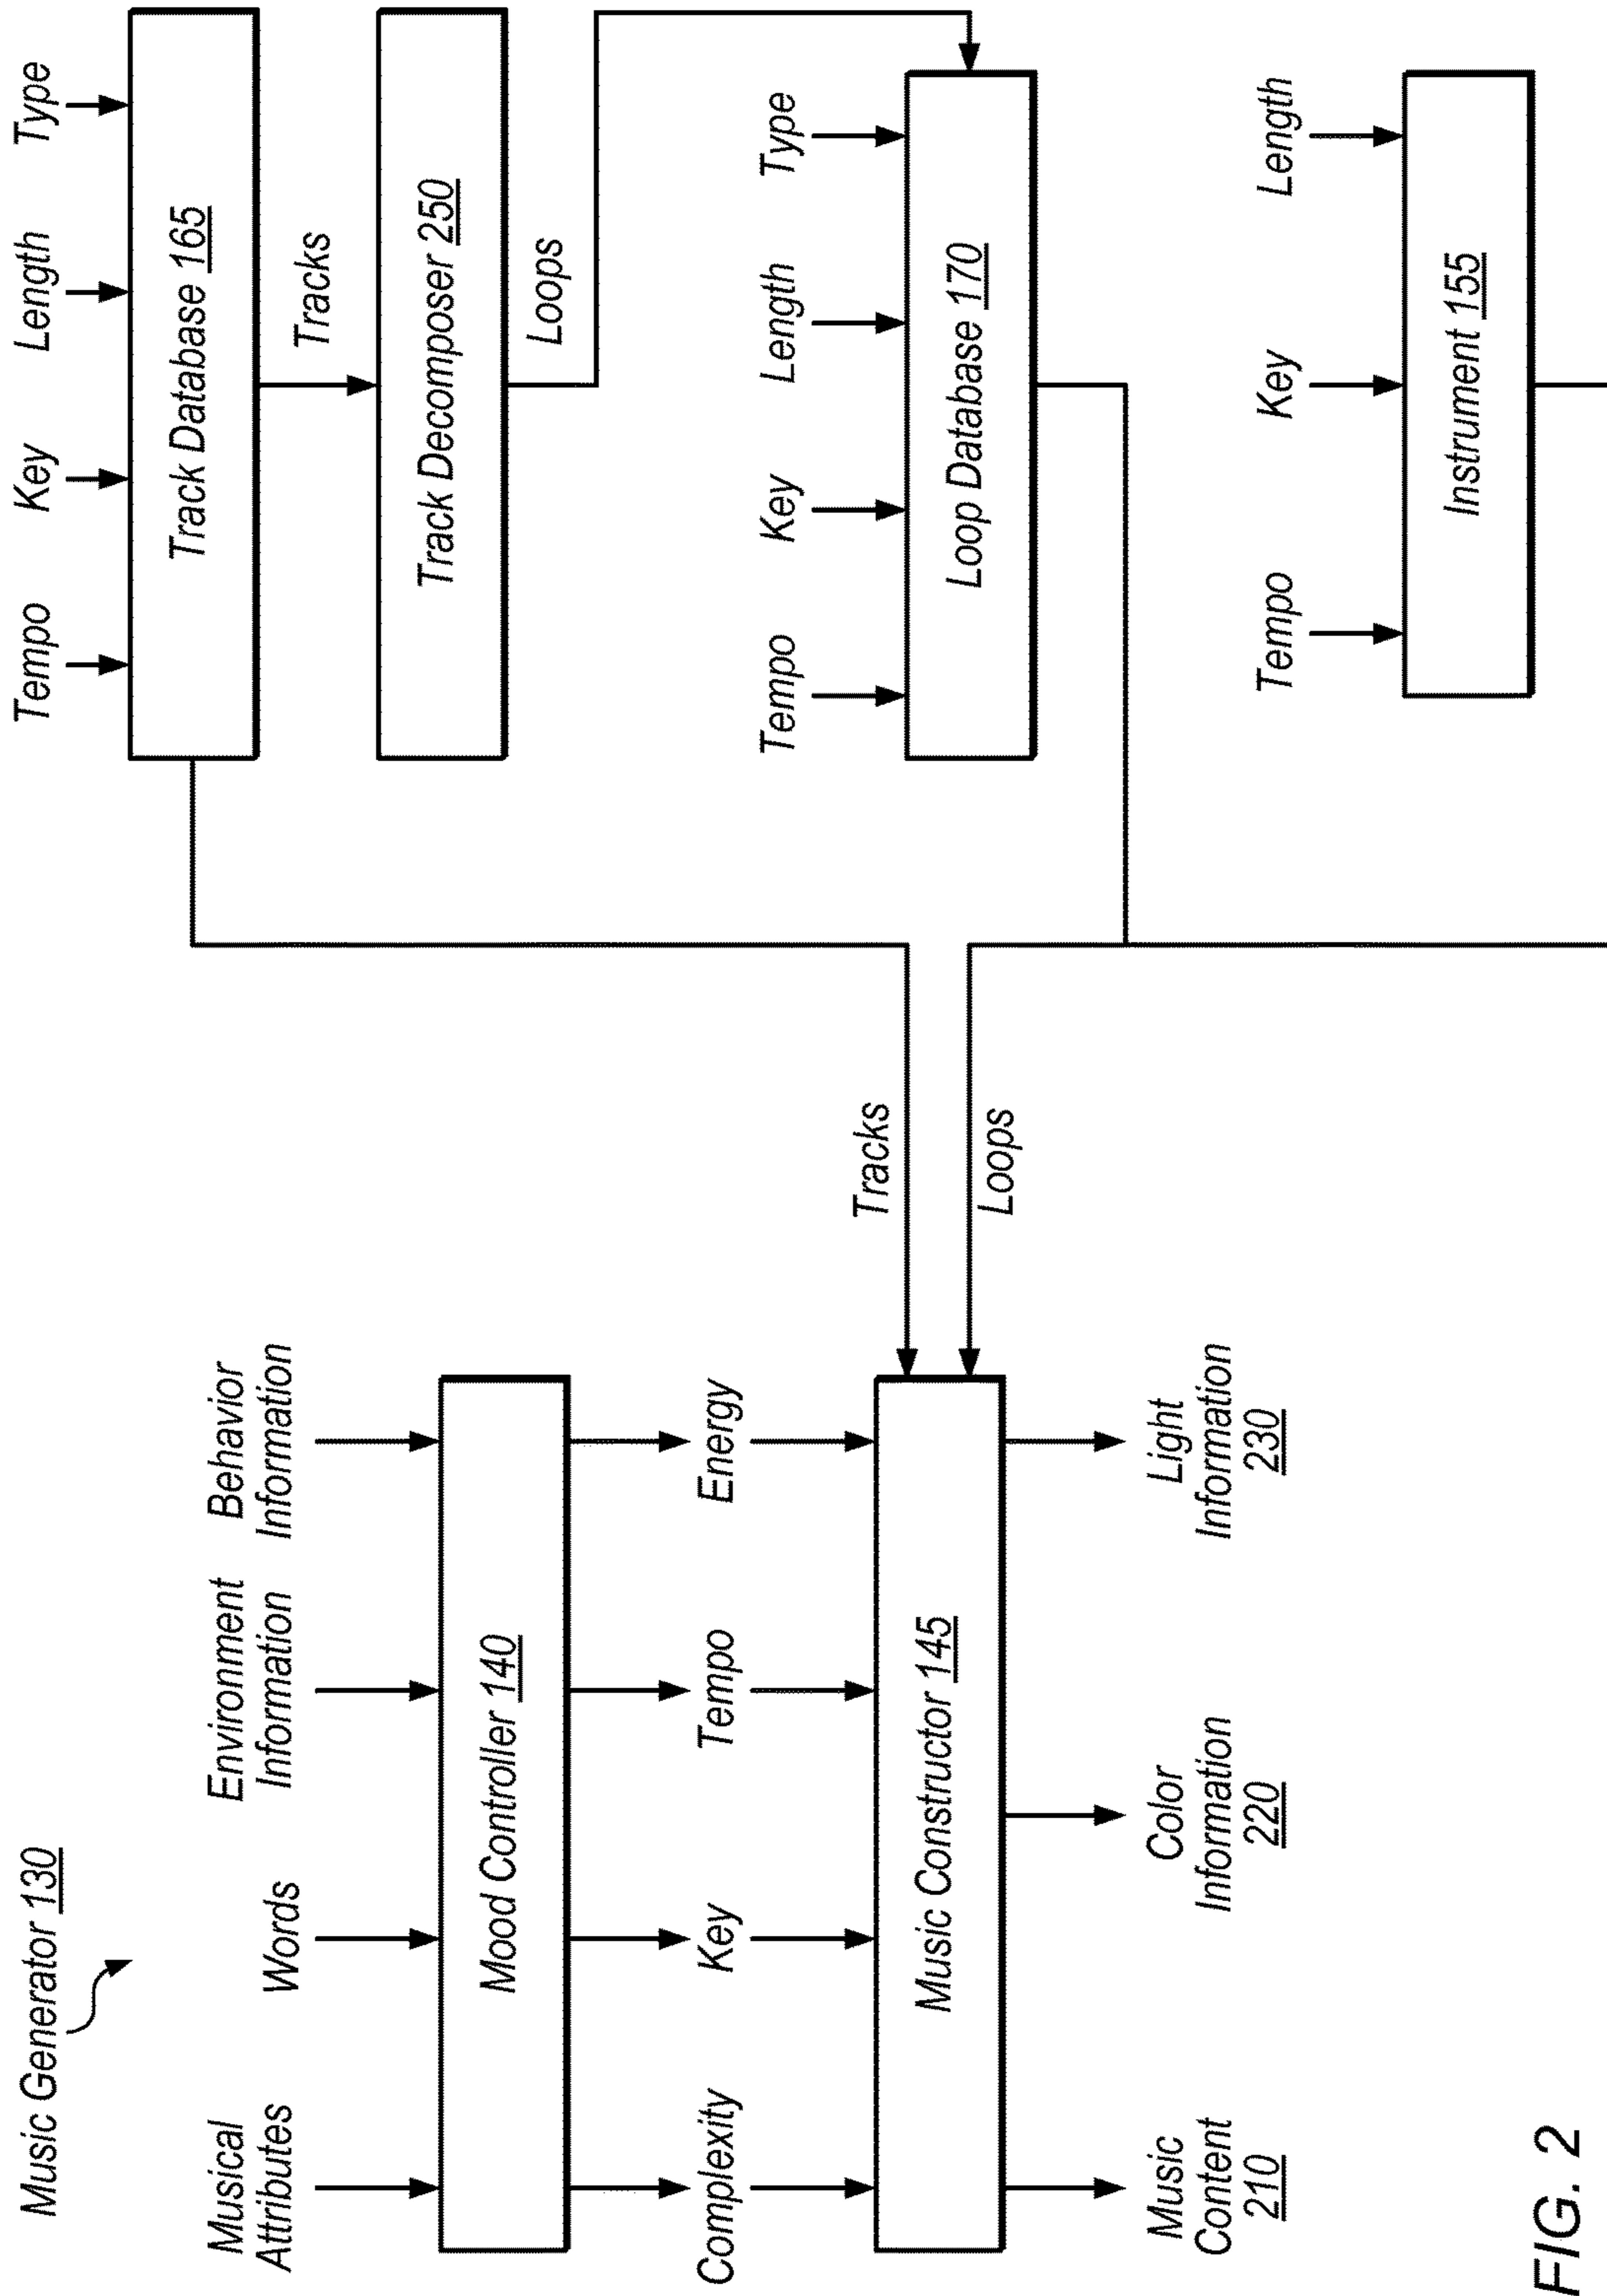 Music Generator 130
Musical
Attributes
Words
Environment
Information
Behavior
Information
Mood Controller 140
Complexity
Key
Tempo
Energy
Music Constructor 145
Music
Content
210
Color
Information
220
Light
Information
230
Tracks
Loops
Tempo
Key
Length
Type
Track Database 165
Tracks
Track Decomposer 250
Loops
Tempo
Key
Length
Type
Loop Database 170
Tempo
Key
Length
Instrument 155
FIG. 2